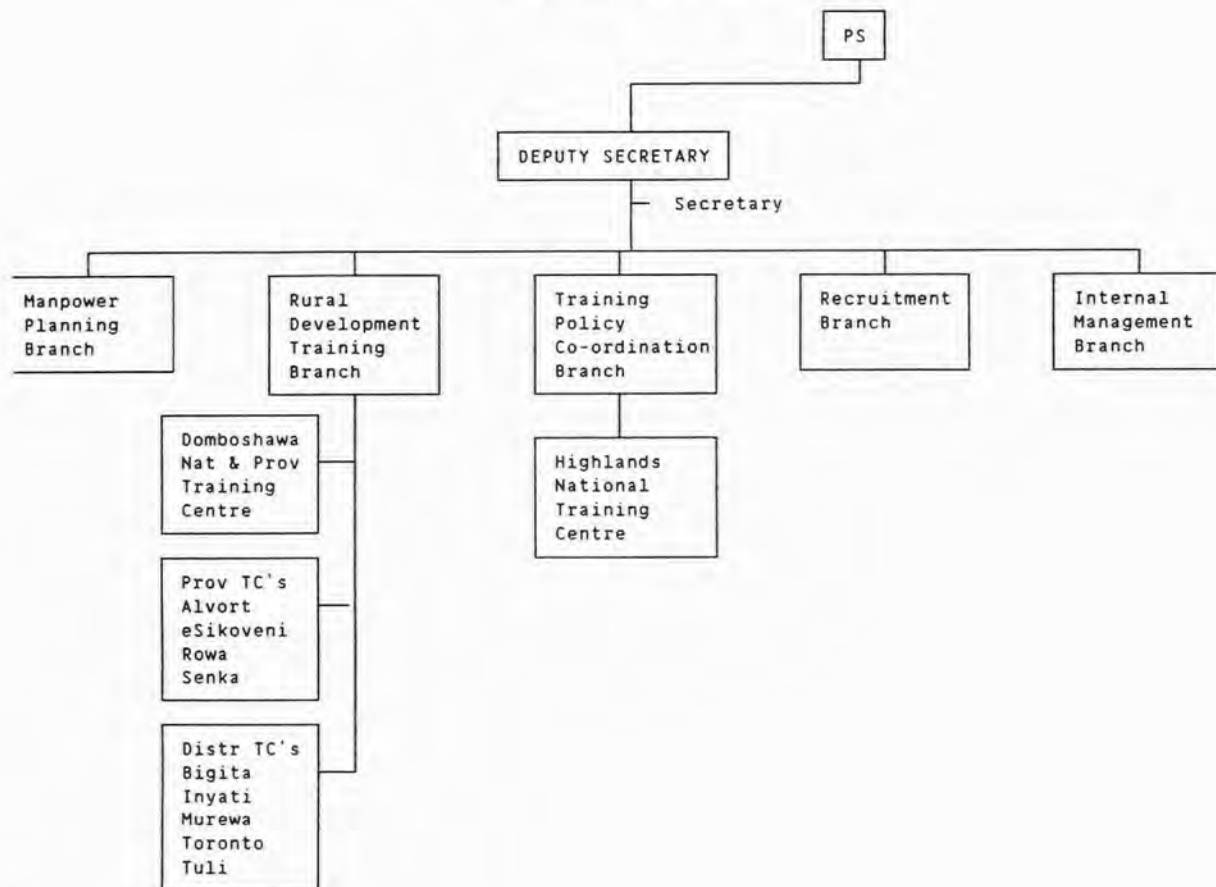 PS
DEPUTY SECRETARY
Secretary
Manpower
Planning
Branch
Rural
Development
Training
Branch
Training
Policy
Co-ordination
Branch
Recruitment
Branch
Internal
Management
Branch
Domboshawa
Nat & Prov
Training
Centre
Highlands
National
Training
Centre
Prov TC's
Alvort
eSikoveni
Rowa
Senka
Distr TC's
Bigita
Inyati
Murewa
Toronto
Tuli